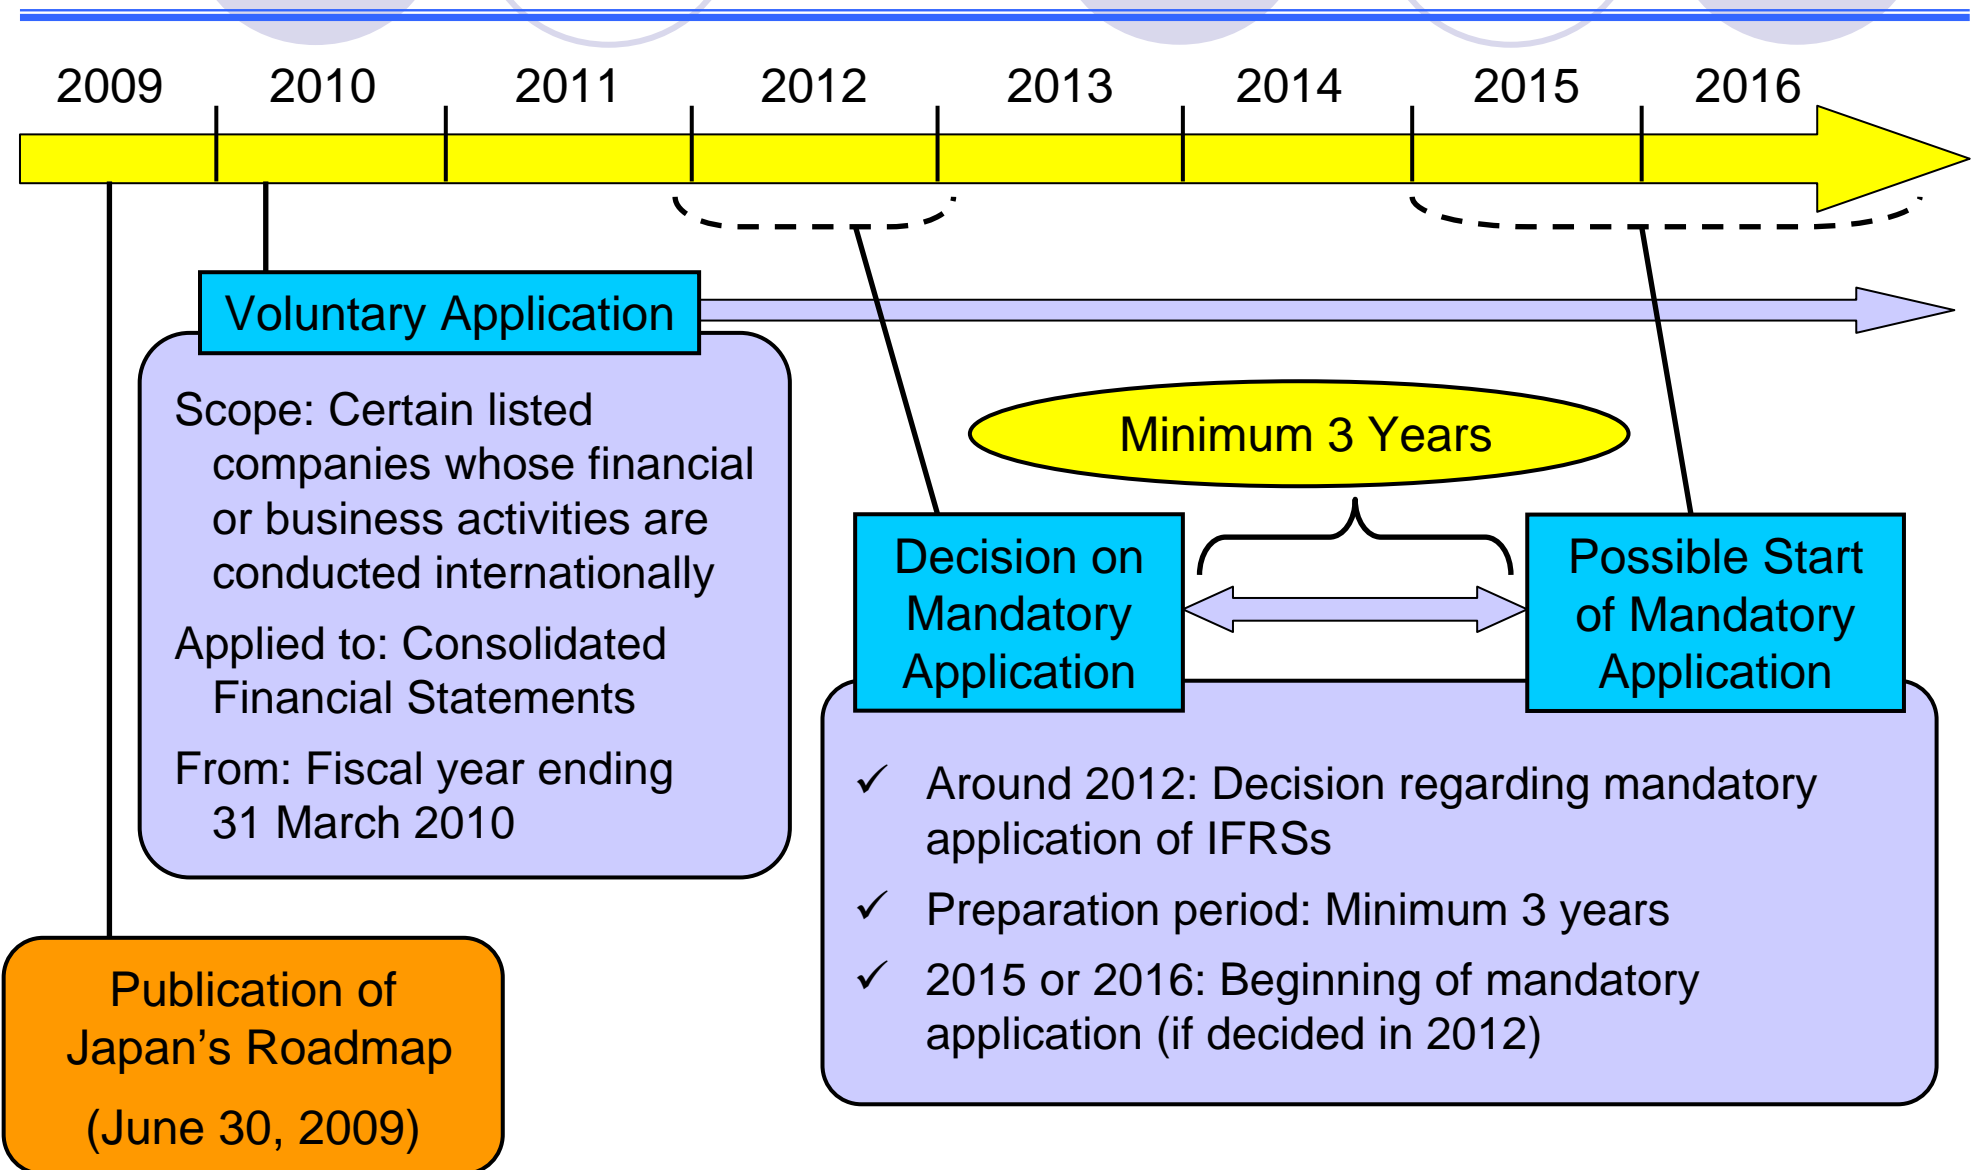 2009 2010 2011 2012 2013 2014 2015 2016
Voluntary Application
Scope: Certain listed
companies whose financial
or business activities are
conducted internationally
Applied to: Consolidated
Financial Statements
From: Fiscal year ending
31 March 2010
Publication of
Japan’s Roadmap
(June 30, 2009)
Minimum 3 Years
Decision on
Mandatory
Application
Possible Start
of Mandatory
Application
✓ Around 2012: Decision regarding mandatory
application of IFRSs
✓ Preparation period: Minimum 3 years
✓ 2015 or 2016: Beginning of mandatory
application (if decided in 2012)